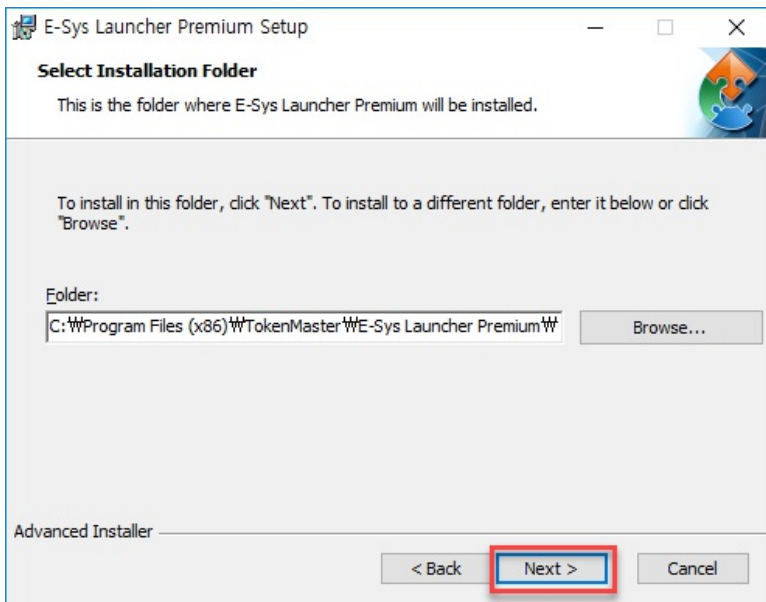 E-Sys Launcher Premium Setup
Select Installation Folder
This is the folder where E-Sys Launcher Premium will be installed.
To install in this folder, click "Next". To install to a different folder, enter it below or click
"Browse".
Folder:
C:₩Program Files (x86)₩TokenMaster₩E-Sys Launcher Premium₩
Browse...
Advanced Installer
< Back
Next >
Cancel